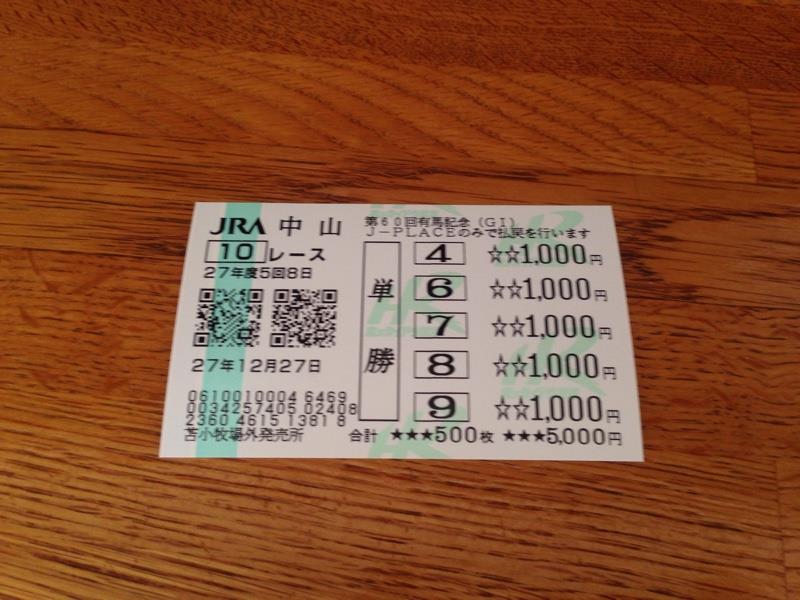 JRA 中山 第60回有馬記念(GI)
J-PLACEのみで払戻を行います
10 レース
27年度5回8日
27年12月27日
0610010004 6469
0034257405 02408
2360 4615 1381 8
苫小牧場外発売所
単勝
4 ☆☆1,000円
6 ☆☆1,000円
7 ☆☆1,000円
8 ☆☆1,000円
9 ☆☆1,000円
合計 ★★★500枚 ★★★5,000円